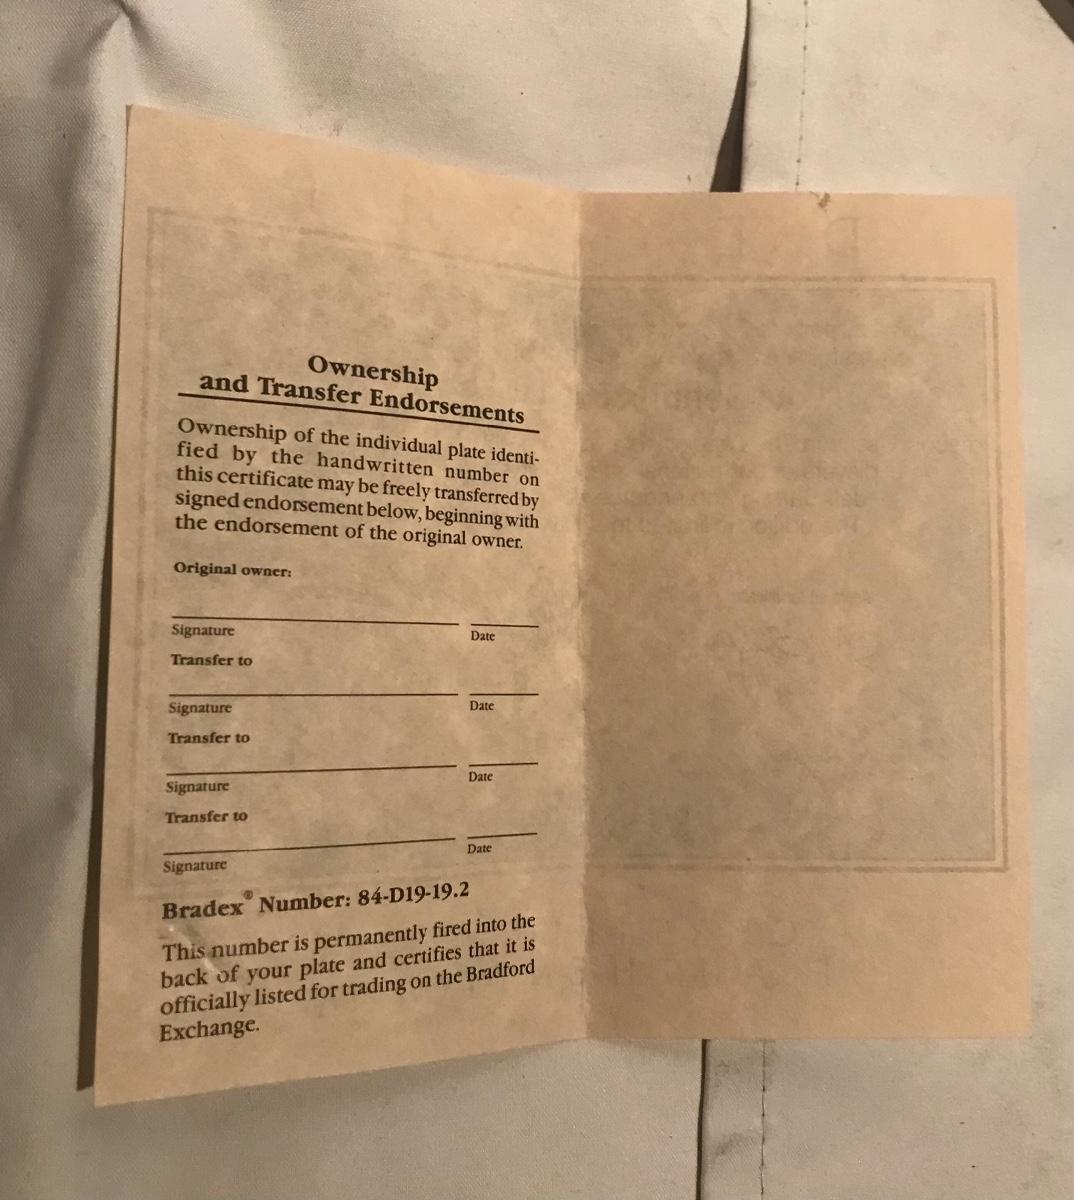 Ownership
and Transfer Endorsements
Ownership of the individual plate identi-
fied by the handwritten number on
this certificate may be freely transferred by
signed endorsement below, beginning with
the endorsement of the original owner.
Original owner:
Signature Date
Transfer to
Signature Date
Transfer to
Signature Date
Transfer to
Signature Date
Bradex® Number: 84-D19-19.2
This number is permanently fired into the
back of your plate and certifies that it is
officially listed for trading on the Bradford
Exchange.